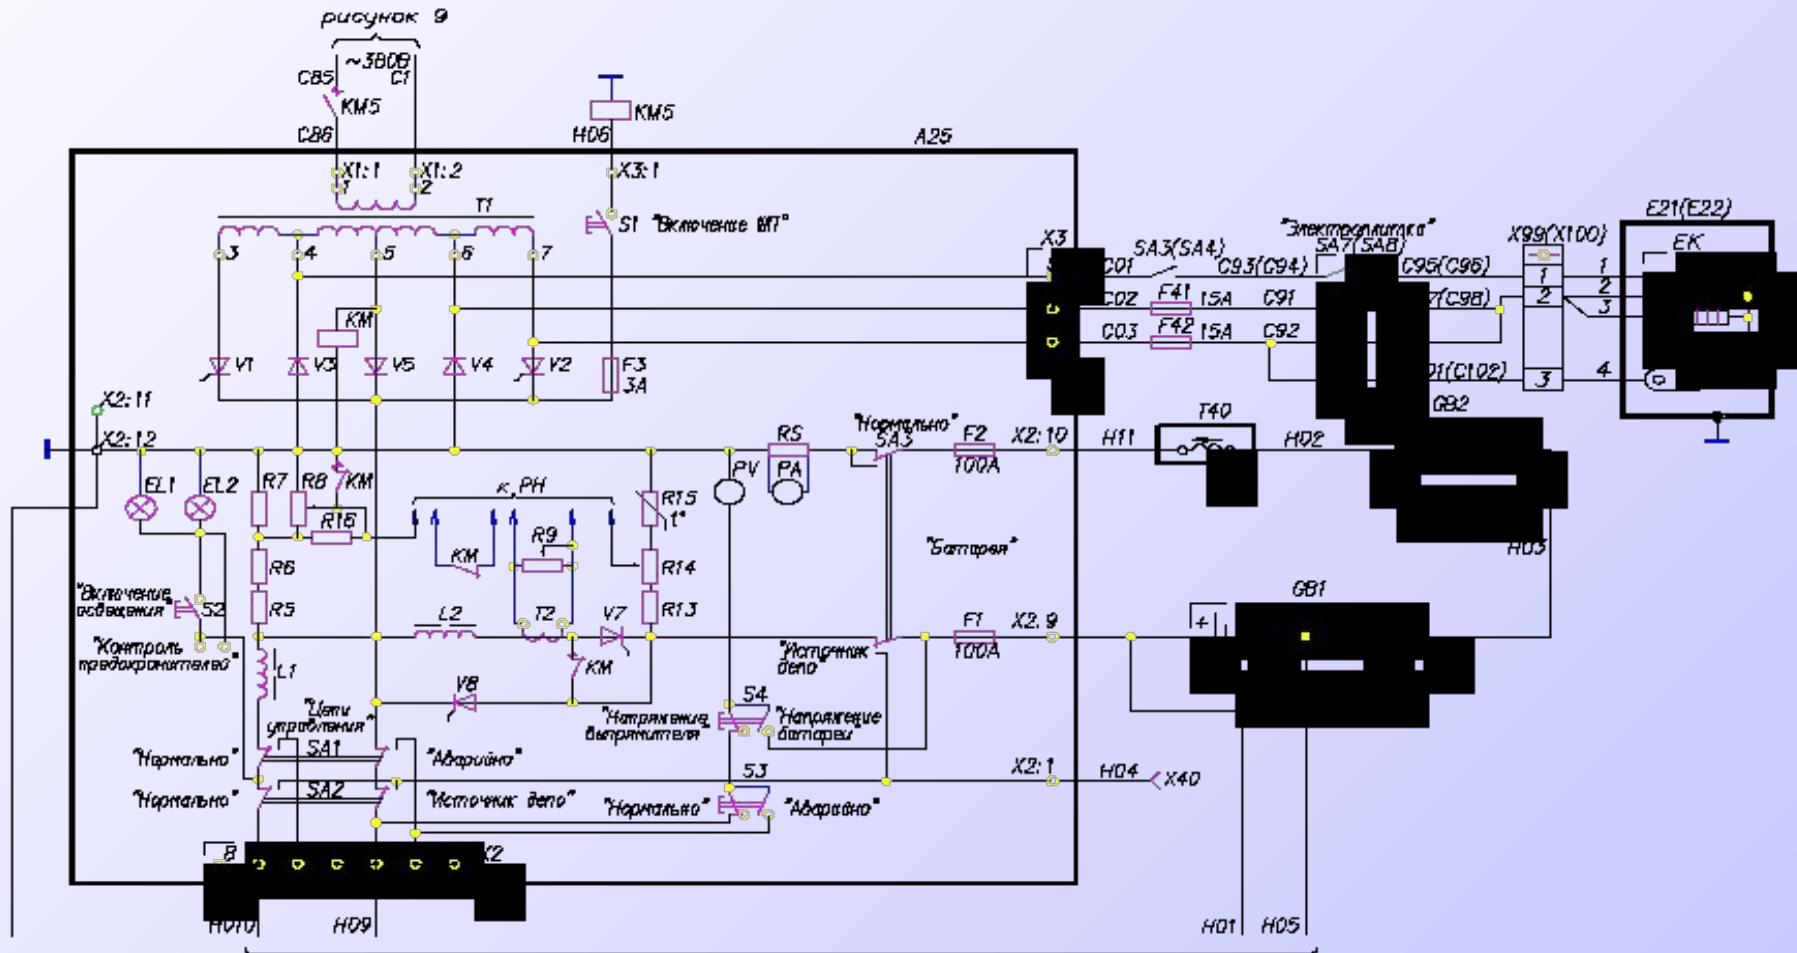 рисунок 9
~380В
С85
С1
КМ5
КМ5
С86
Н06
А25
Х1:1
Х1:2
Х3:1
1
2
Т1
S1 "Включение МП"
3
4
5
6
7
Е21(Е22)
"Электроплитка"
Х99(Х100)
SA7(SA8)
ЕК
Х3
SA3(SA4)
С01
С93(С94)
С95(С96)
1
1
С02
F41
15А
С91
7(С98)
2
2
3
С03
F42
15А
С92
01(С102)
3
4
КМ
V1
V3
V5
V4
V2
F3
3А
Х2:11
Х2:12
"Нормально"
SA3
F2
100А
Х2:10
Н11
Т40
Н02
GB2
RS
PV
PA
EL1
EL2
R7
R8
КМ
к РН
R15
t°
R16
R9
КМ
R14
"Батарея"
Н03
R6
"Включение
освещения"
S2
R5
L2
Т2
V7
R13
GB1
F1
100А
Х2:9
+
"Контроль
предохранителей"
L1
"Источник
депо"
КМ
V8
S4
"Цепи
управления"
"Напряжение
выпрямителя"
"Напряжение
батареи"
"Нормально"
SA1
"Аварийно"
S3
Х2:1
Н04
Х40
"Нормально"
SA2
"Источник депо"
"Нормально"
"Аварийно"
8
Х2
Н010
Н09
Н01
Н05